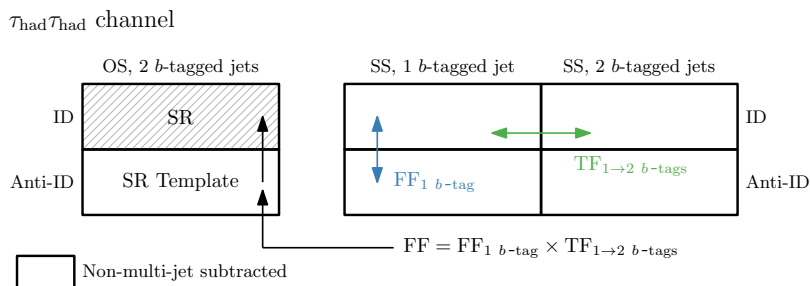 τhadτhad channel
OS, 2 b-tagged jets SS, 1 b-tagged jet SS, 2 b-tagged jets
ID SR ID
Anti-ID SR Template FF1 b-tag TF1→2 b-tags Anti-ID
FF = FF1 b-tag × TF1→2 b-tags
Non-multi-jet subtracted